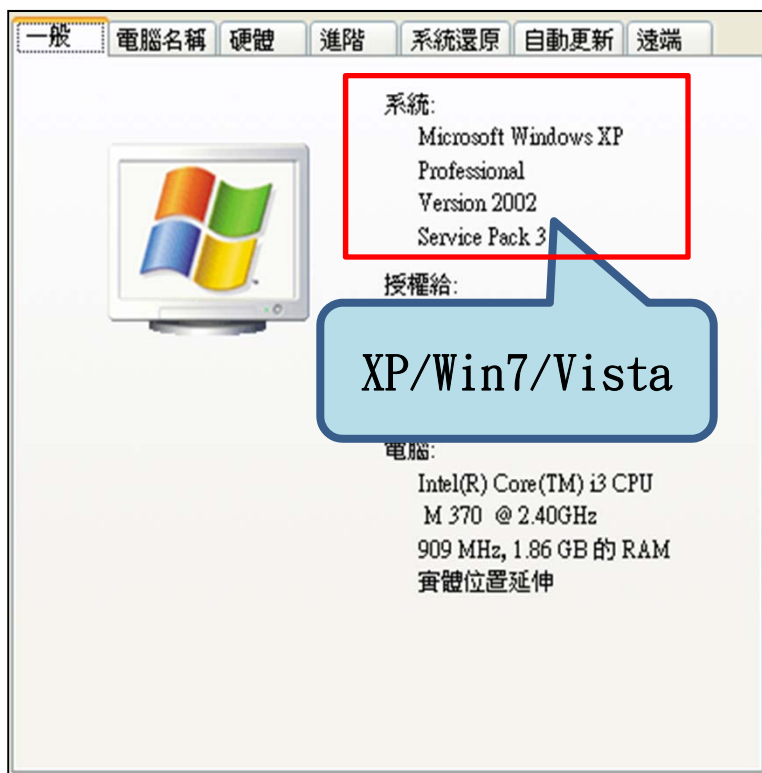 一般 電腦名稱 硬體 進階 系統還原 自動更新 遠端
系統:
Microsoft Windows XP
Professional
Version 2002
Service Pack 3
授權給:
XP/Win7/Vista
電腦:
Intel(R) Core(TM) i3 CPU
M 370 @ 2.40GHz
909 MHz, 1.86 GB 的 RAM
實體位置延伸